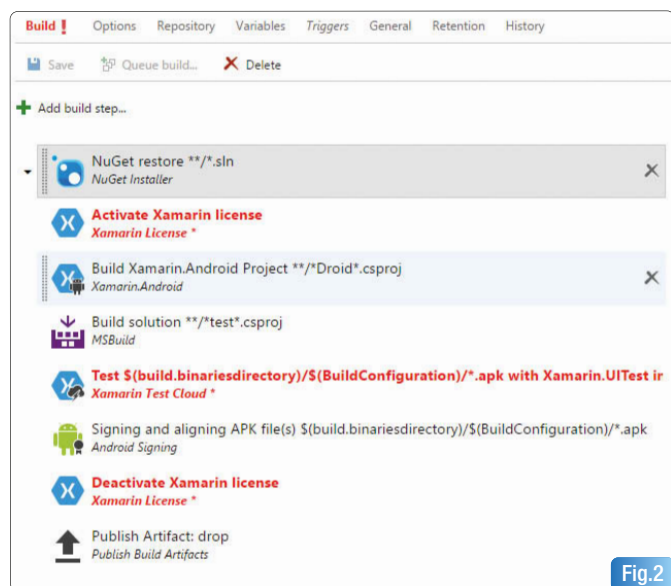 Build ! Options Repository Variables Triggers General Retention History
Save Queue build... Delete
Add build step...
NuGet restore **/*.sln
NuGet Installer
Activate Xamarin license
Xamarin License *
Build Xamarin.Android Project **/*Droid*.csproj
Xamarin.Android
Build solution **/*test*.csproj
MSBuild
Test $(build.binariesdirectory)/$(BuildConfiguration)/*.apk with Xamarin.UITest ir
Xamarin Test Cloud *
Signing and aligning APK file(s) $(build.binariesdirectory)/$(BuildConfiguration)/*.apk
Android Signing
Deactivate Xamarin license
Xamarin License *
Publish Artifact: drop
Publish Build Artifacts
Fig.2